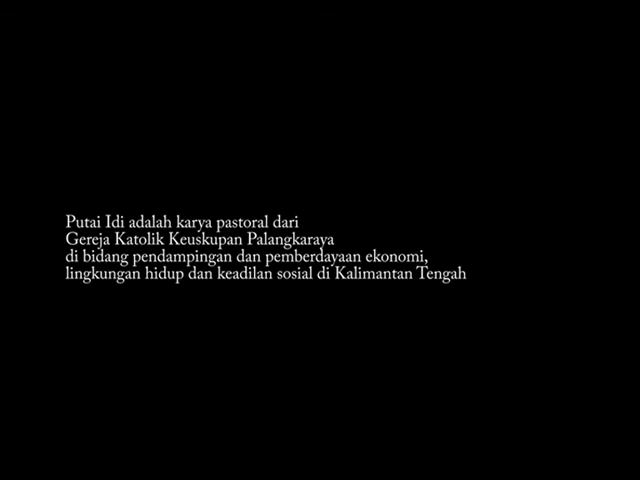 Putai Idi adalah karya pastoral dari
Gereja Katolik Keuskupan Palangkaraya
di bidang pendampingan dan pemberdayaan ekonomi,
lingkungan hidup dan keadilan sosial di Kalimantan Tengah